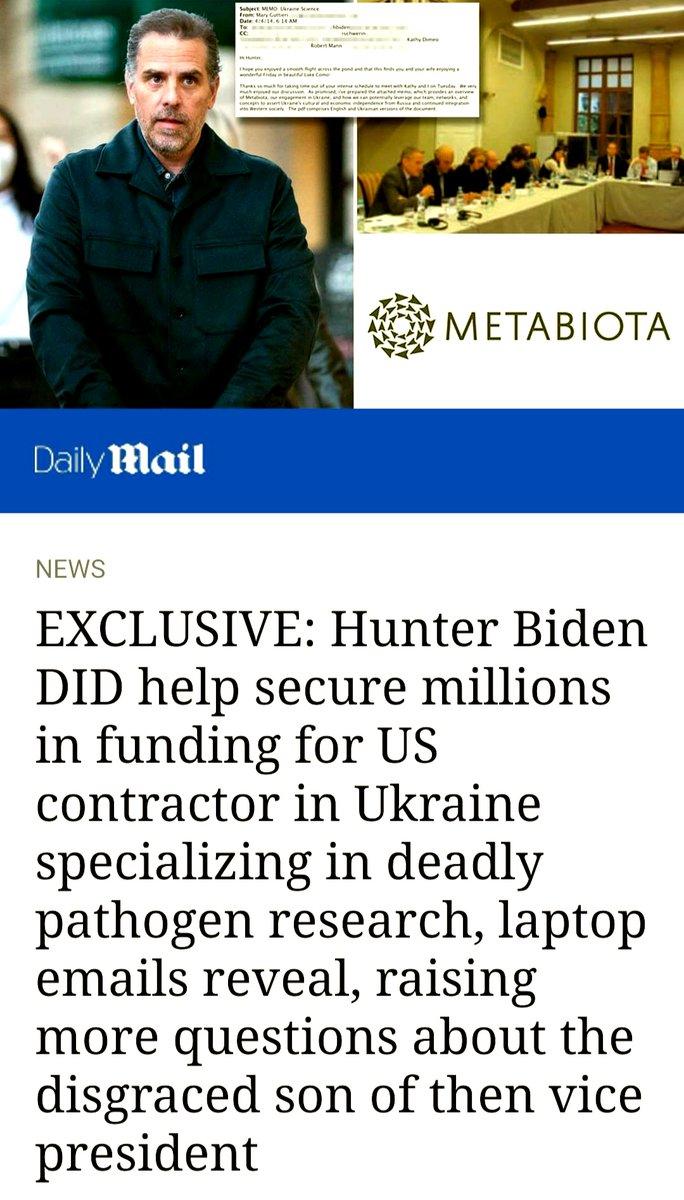 Subject: MEMO: Ukraine Science
From: Mary Guttieri
Date: 4/4/14, 6:14 AM
To: hbiden
CC: rschwerin
Kathy Dimeo
Robert Mann
Hi Hunter,
I hope you enjoyed a smooth flight across the pond and that this finds you and your wife enjoying a
wonderful Friday in beautiful Lake Como!
Thanks so much for taking time out of your intense schedule to meet with Kathy and I on Tuesday. We very
much enjoyed our discussion. As promised, I've prepared the attached memo, which provides an overview
of Metabiota, our engagement in Ukraine, and how we can potentially leverage our team, networks, and
concepts to assert Ukraine's cultural and economic independence from Russia and continued integration
into Western society. The pdf comprises English and Ukrainian versions of the document.
METABIOTA
Daily Mail
NEWS
EXCLUSIVE: Hunter Biden
DID help secure millions
in funding for US
contractor in Ukraine
specializing in deadly
pathogen research, laptop
emails reveal, raising
more questions about the
disgraced son of then vice
president